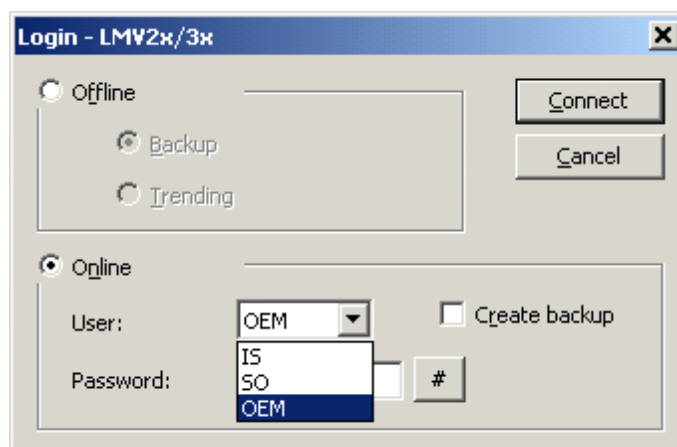 Login - LMV2x/3x
Offline
Connect
Backup
Cancel
Trending
Online
User: OEM Create backup
IS
Password: SO #
OEM